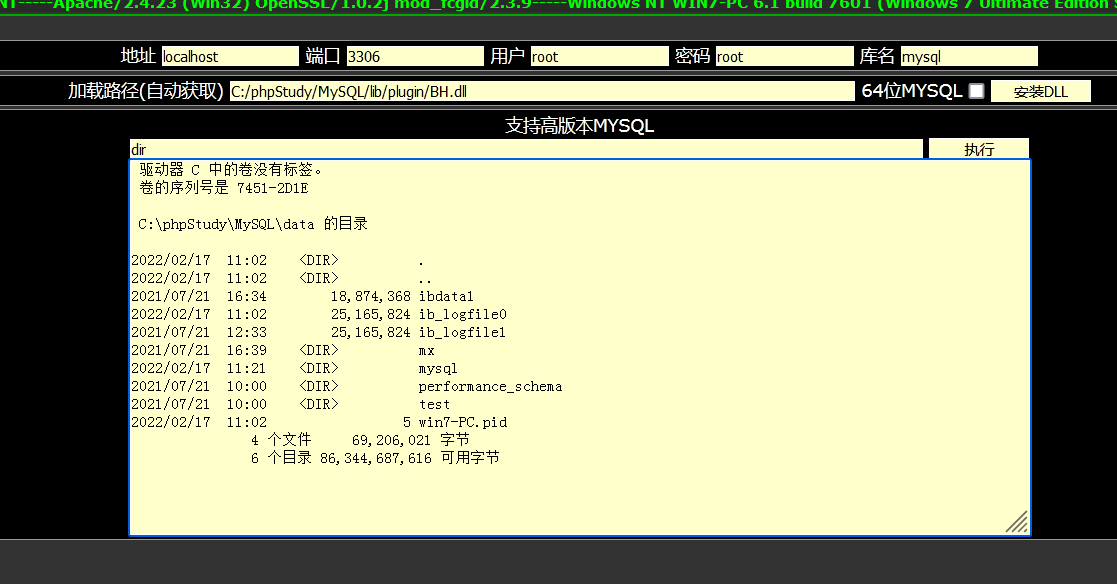 NT-----Apache/2.4.23 (Win32) OpenSSL/1.0.2j mod_fcgid/2.3.9-----Windows NT WIN7-PC 6.1 build 7601 (Windows 7 Ultimate Edition S
地址 localhost 端口 3306 用户 root 密码 root 库名 mysql
加载路径(自动获取) C:/phpStudy/MySQL/lib/plugin/BH.dll 64位MYSQL 安装DLL
支持高版本MYSQL
dir 执行
驱动器 C 中的卷没有标签。
卷的序列号是 7451-2D1E
C:\phpStudy\MySQL\data 的目录
2022/02/17 11:02 <DIR> .
2022/02/17 11:02 <DIR> ..
2021/07/21 16:34 18,874,368 ibdata1
2022/02/17 11:02 25,165,824 ib_logfile0
2021/07/21 12:33 25,165,824 ib_logfile1
2021/07/21 16:39 <DIR> mx
2022/02/17 11:21 <DIR> mysql
2021/07/21 10:00 <DIR> performance_schema
2021/07/21 10:00 <DIR> test
2022/02/17 11:02 5 win7-PC.pid
4 个文件 69,206,021 字节
6 个目录 86,344,687,616 可用字节